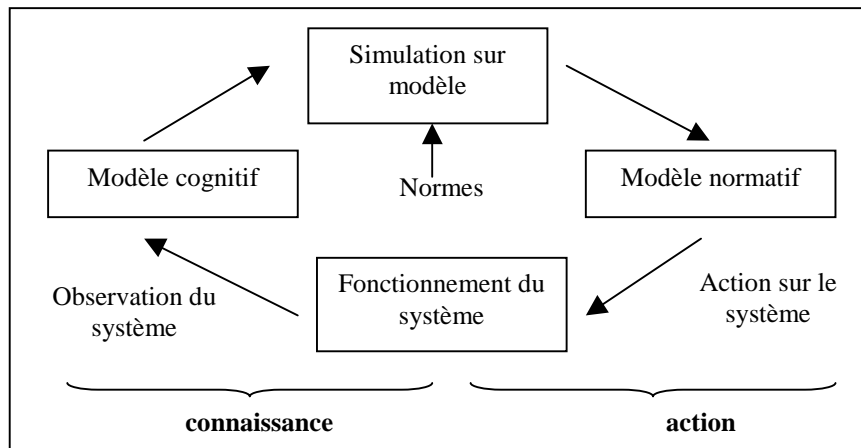 Simulation sur
modèle
Modèle cognitif
Normes
Modèle normatif
Observation du
système
Fonctionnement du
système
Action sur le
système
connaissance
action